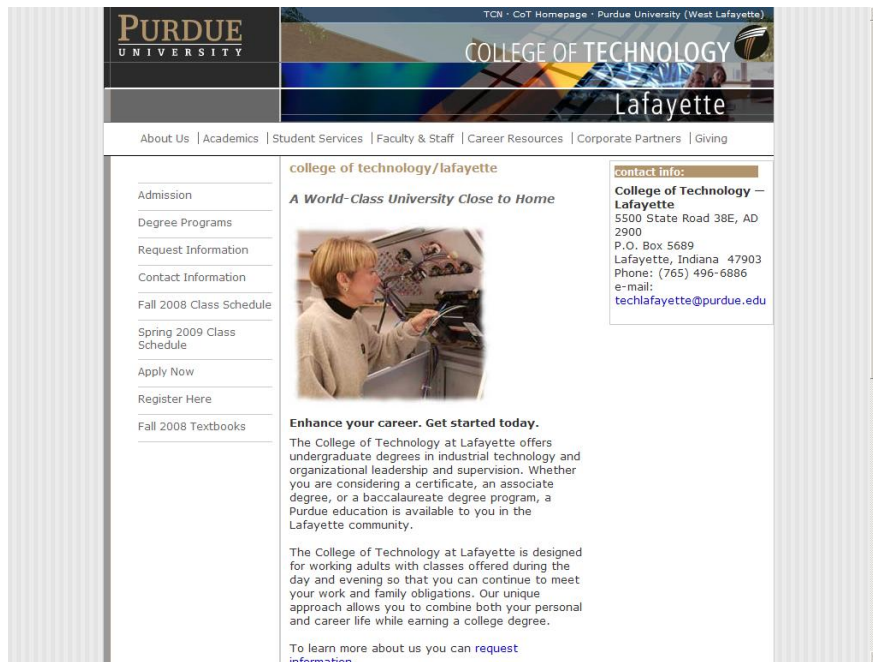 PURDUE
UNIVERSITY
TCN · CoT Homepage · Purdue University (West Lafayette)
COLLEGE OF TECHNOLOGY
Lafayette
About Us | Academics | Student Services | Faculty & Staff | Career Resources | Corporate Partners | Giving
Admission
Degree Programs
Request Information
Contact Information
Fall 2008 Class Schedule
Spring 2009 Class
Schedule
Apply Now
Register Here
Fall 2008 Textbooks
college of technology/lafayette
A World-Class University Close to Home
Enhance your career. Get started today.
The College of Technology at Lafayette offers
undergraduate degrees in industrial technology and
organizational leadership and supervision. Whether
you are considering a certificate, an associate
degree, or a baccalaureate degree program, a
Purdue education is available to you in the
Lafayette community.
The College of Technology at Lafayette is designed
for working adults with classes offered during the
day and evening so that you can continue to meet
your work and family obligations. Our unique
approach allows you to combine both your personal
and career life while earning a college degree.
To learn more about us you can request
information
contact info:
College of Technology —
Lafayette
5500 State Road 38E, AD
2900
P.O. Box 5689
Lafayette, Indiana 47903
Phone: (765) 496-6886
e-mail:
techlafayette@purdue.edu